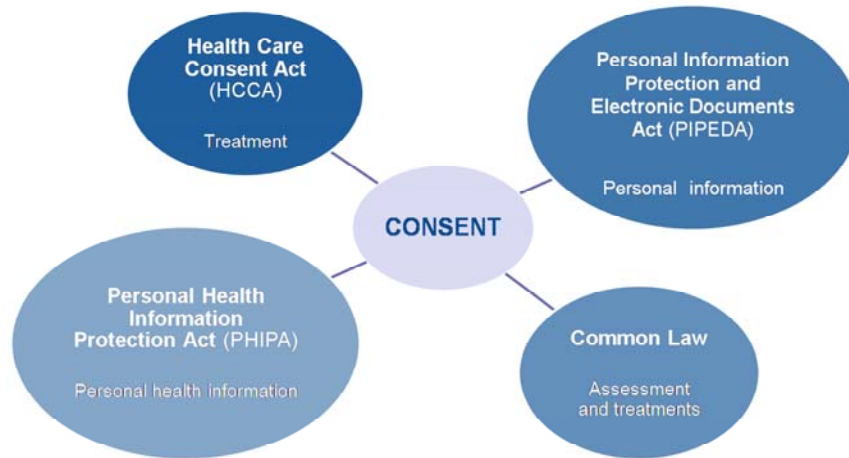 Health Care
Consent Act
(HCCA)
Treatment
Personal Information
Protection and
Electronic Documents
Act (PIPEDA)
Personal information
CONSENT
Personal Health
Information
Protection Act (PHIPA)
Personal health information
Common Law
Assessment
and treatments